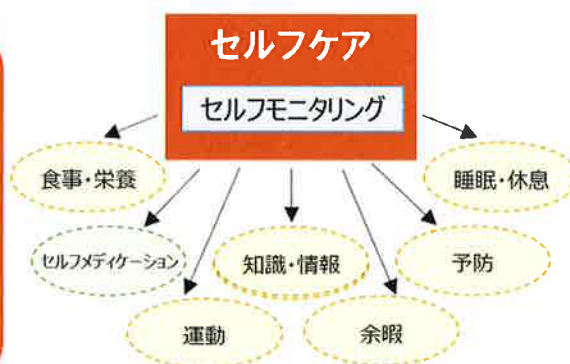 セルフケア
セルフモニタリング
食事・栄養
睡眠・休息
セルフメディケーション
知識・情報
予防
運動
余暇